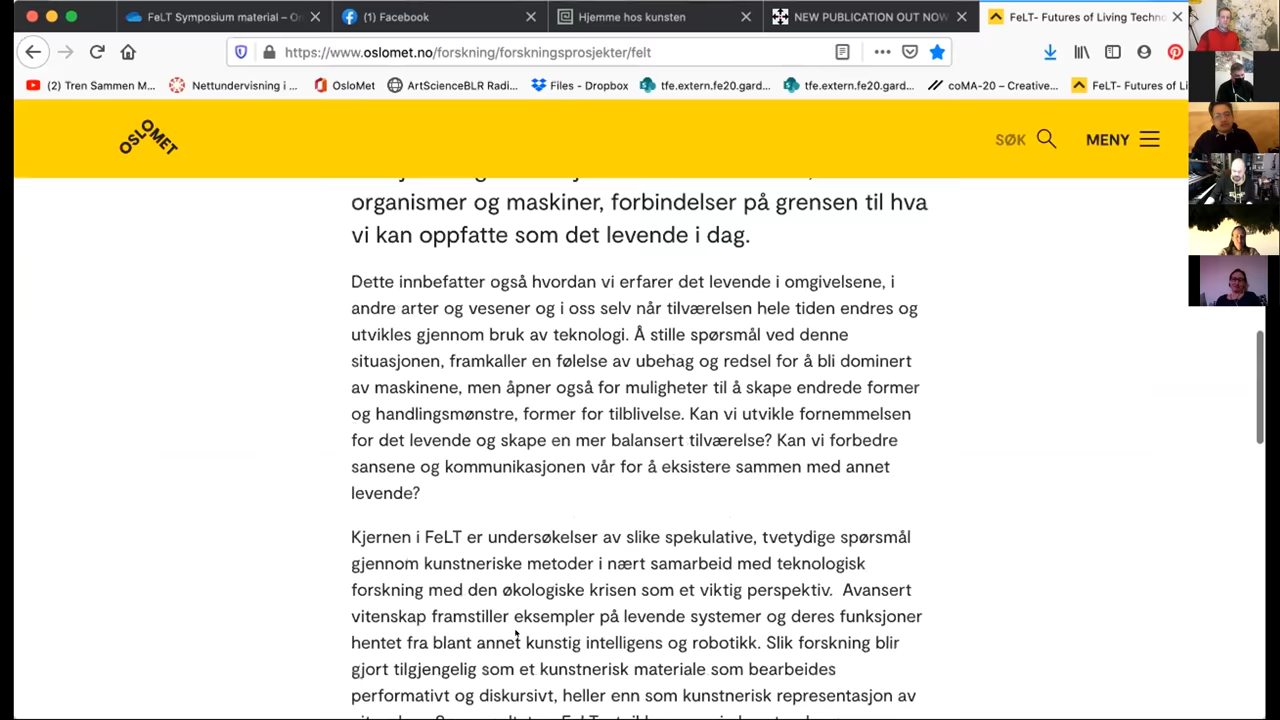 FeLT Symposium material – O
(1) Facebook
Hjemme hos kunsten
NEW PUBLICATION OUT NOW
FeLT- Futures of Living Techno
https://www.oslomet.no/forskning/forskningsprosjekter/felt
(2) Tren Sammen M...
Nettundervisning i ...
OsloMet
ArtScienceBLR Radi...
Files - Dropbox
tfe.extern.fe20.gard...
tfe.extern.fe20.gard...
coMA-20 – Creative...
FeLT- Futures of Li
OSLOMET
SØK
MENY
organismer og maskiner, forbindelser på grensen til hva
vi kan oppfatte som det levende i dag.
Dette innbefatter også hvordan vi erfarer det levende i omgivelsene, i
andre arter og vesener og i oss selv når tilværelsen hele tiden endres og
utvikles gjennom bruk av teknologi. Å stille spørsmål ved denne
situasjonen, framkaller en følelse av ubehag og redsel for å bli dominert
av maskinene, men åpner også for muligheter til å skape endrede former
og handlingsmønstre, former for tilblivelse. Kan vi utvikle fornemmelsen
for det levende og skape en mer balansert tilværelse? Kan vi forbedre
sansene og kommunikasjonen vår for å eksistere sammen med annet
levende?
Kjernen i FeLT er undersøkelser av slike spekulative, tvetydige spørsmål
gjennom kunstneriske metoder i nært samarbeid med teknologisk
forskning med den økologiske krisen som et viktig perspektiv.  Avansert
vitenskap framstiller eksempler på levende systemer og deres funksjoner
hentet fra blant annet kunstig intelligens og robotikk. Slik forskning blir
gjort tilgjengelig som et kunstnerisk materiale som bearbeides
performativt og diskursivt, heller enn som kunstnerisk representasjon av